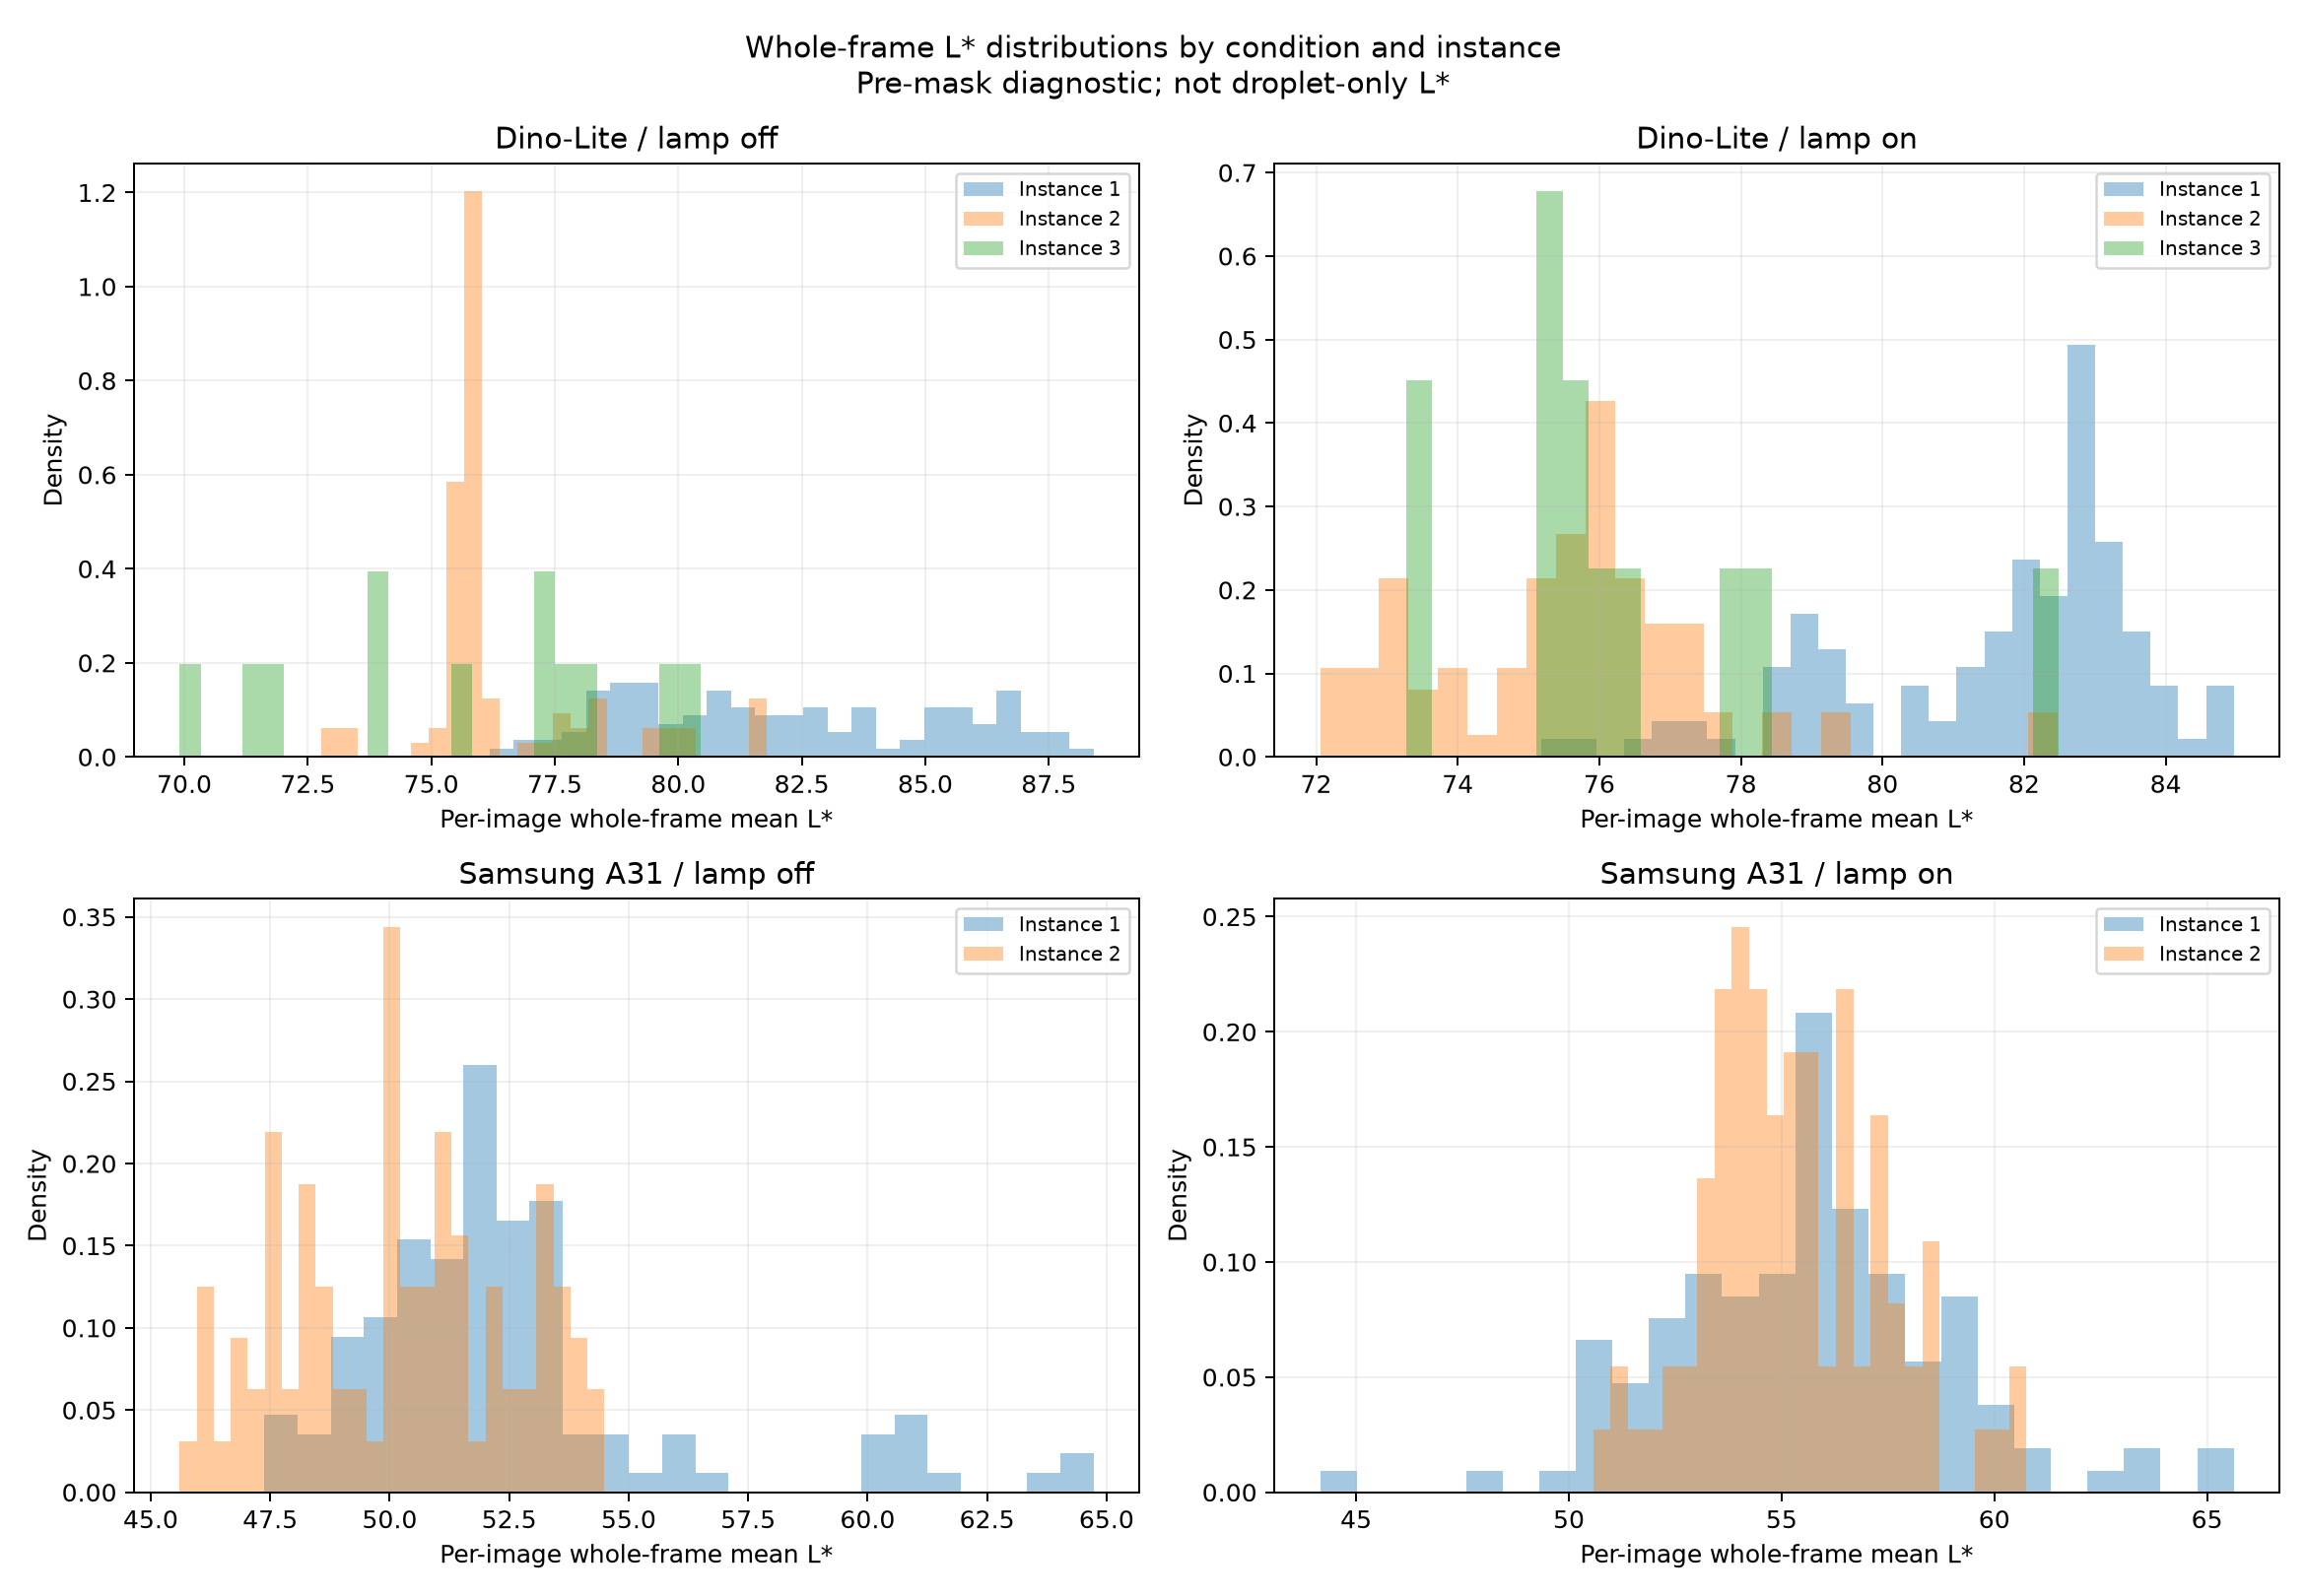 Whole-frame L* distributions by condition and instance
Pre-mask diagnostic; not droplet-only L*
Dino-Lite / lamp off
Density
1.2
1.0
0.8
0.6
0.4
0.2
0.0
Instance 1
Instance 2
Instance 3
70.0 72.5 75.0 77.5 80.0 82.5 85.0 87.5
Per-image whole-frame mean L*
Dino-Lite / lamp on
Density
0.7
0.6
0.5
0.4
0.3
0.2
0.1
0.0
Instance 1
Instance 2
Instance 3
72 74 76 78 80 82 84
Per-image whole-frame mean L*
Samsung A31 / lamp off
Density
0.35
0.30
0.25
0.20
0.15
0.10
0.05
0.00
Instance 1
Instance 2
45.0 47.5 50.0 52.5 55.0 57.5 60.0 62.5 65.0
Per-image whole-frame mean L*
Samsung A31 / lamp on
Density
0.25
0.20
0.15
0.10
0.05
0.00
Instance 1
Instance 2
45 50 55 60 65
Per-image whole-frame mean L*